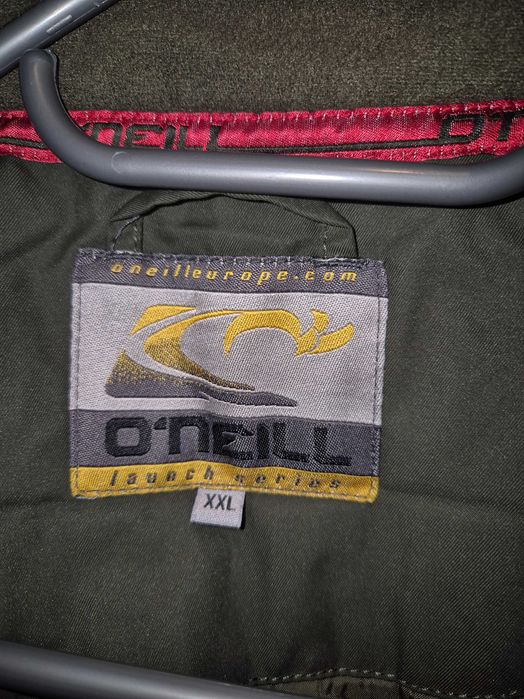 O'NEILL O'
oneilleurope.com
O'NEILL
launch series
XXL